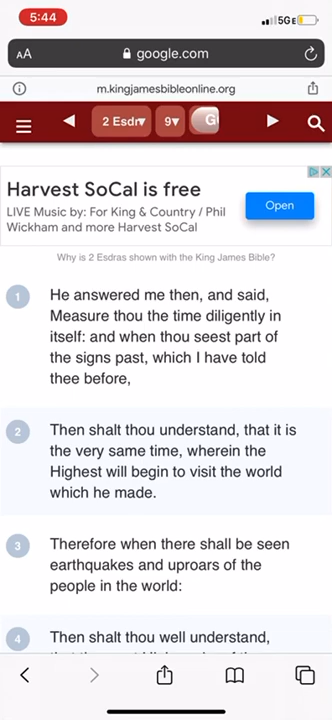 5:44
5GE
AA google.com
m.kingjamesbibleonline.org
2 Esdr 9 G
Harvest SoCal is free
LIVE Music by: For King & Country / Phil
Wickham and more Harvest SoCal
Open
Why is 2 Esdras shown with the King James Bible?
1 He answered me then, and said,
Measure thou the time diligently in
itself: and when thou seest part of
the signs past, which I have told
thee before,
2 Then shalt thou understand, that it is
the very same time, wherein the
Highest will begin to visit the world
which he made.
3 Therefore when there shall be seen
earthquakes and uproars of the
people in the world:
4 Then shalt thou well understand,